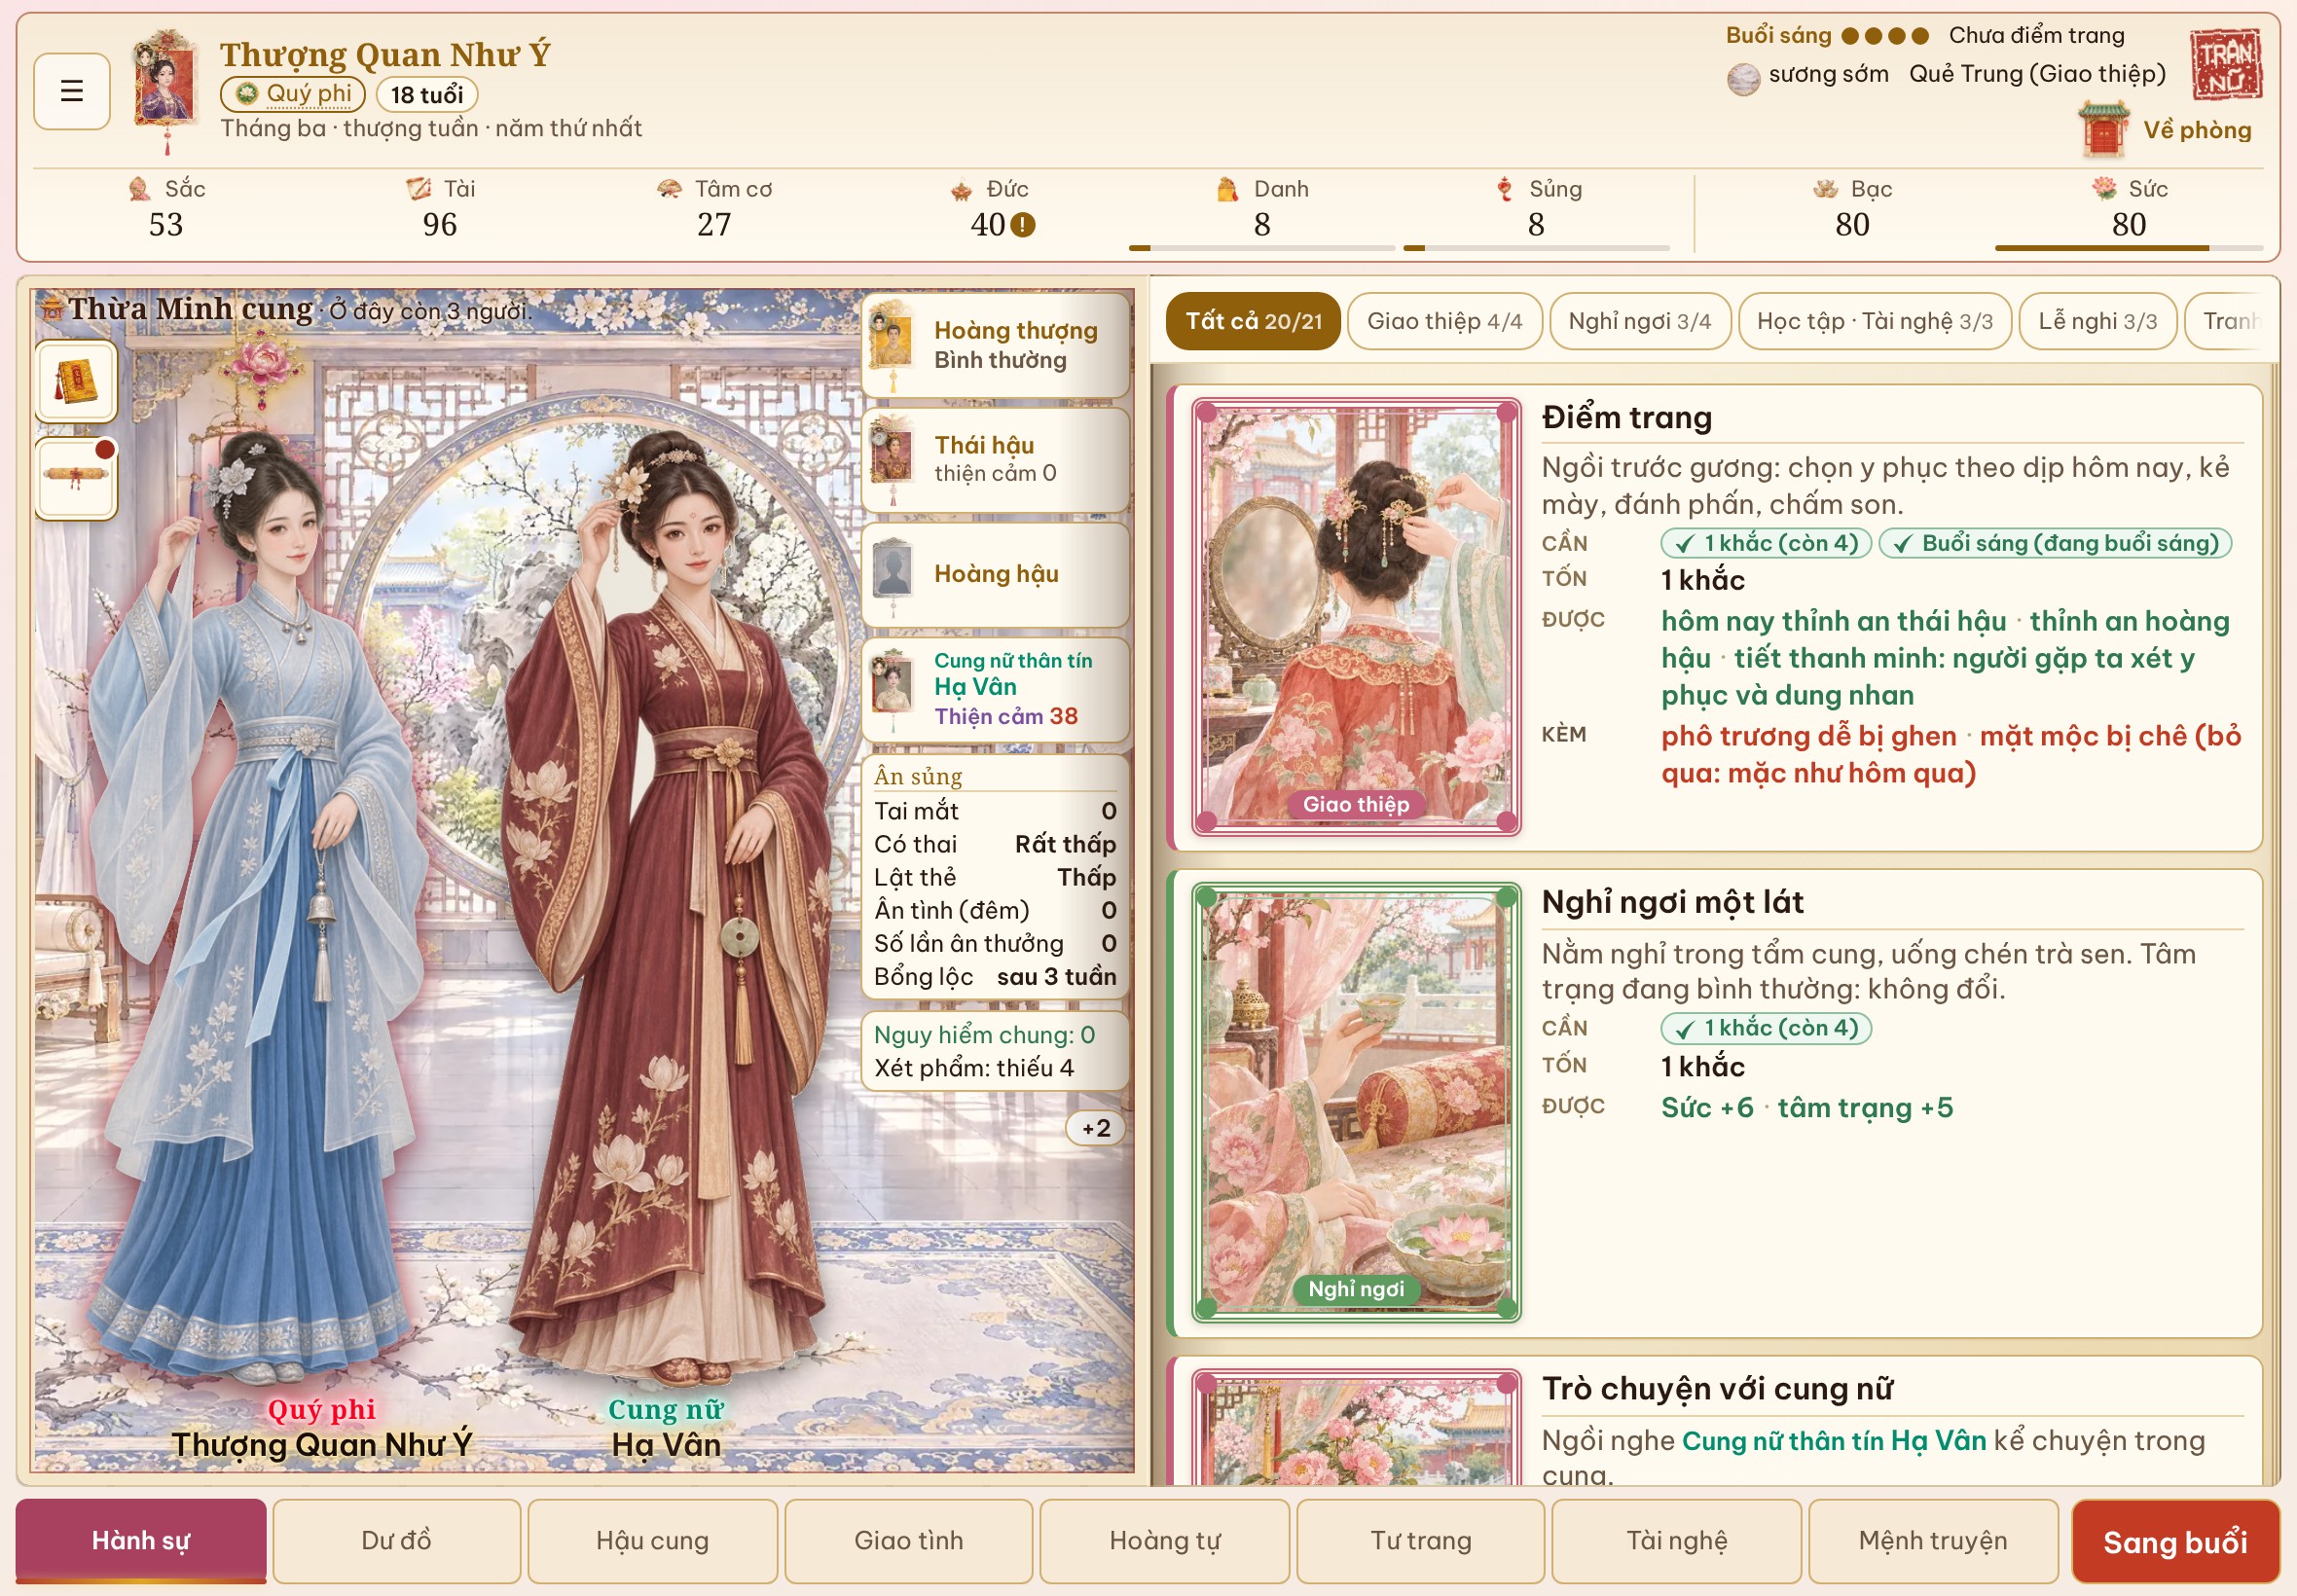 ☰
Thượng Quan Như Ý
Quý phi
18 tuổi
Tháng ba · thượng tuần · năm thứ nhất
Buổi sáng
Chưa điểm trang
sương sớm
Quẻ Trung (Giao thiệp)
TRÂN NỮ
Về phòng
Sắc
53
Tài
96
Tâm cơ
27
Đức
40 !
Danh
8
Sủng
8
Bạc
80
Sức
80
Thừa Minh cung · Ở đây còn 3 người.
Hoàng thượng
Bình thường
Thái hậu
thiện cảm 0
Hoàng hậu
Cung nữ thân tín
Hạ Vân
Thiện cảm 38
Ân sủng
Tai mắt 0
Có thai Rất thấp
Lật thẻ Thấp
Ân tình (đêm) 0
Số lần ân thưởng 0
Bổng lộc sau 3 tuần
Nguy hiểm chung: 0
Xét phẩm: thiếu 4
+2
Quý phi
Thượng Quan Như Ý
Cung nữ
Hạ Vân
Tất cả 20/21
Giao thiệp 4/4
Nghỉ ngơi 3/4
Học tập · Tài nghệ 3/3
Lễ nghi 3/3
Tranh
Giao thiệp
Điểm trang
Ngồi trước gương: chọn y phục theo dịp hôm nay, kẻ
mày, đánh phấn, chấm son.
CẦN ✓ 1 khắc (còn 4) ✓ Buổi sáng (đang buổi sáng)
TỐN 1 khắc
ĐƯỢC hôm nay thỉnh an thái hậu · thỉnh an hoàng
hậu · tiết thanh minh: người gặp ta xét y
phục và dung nhan
KÈM phô trương dễ bị ghen · mặt mộc bị chê (bỏ
qua: mặc như hôm qua)
Nghỉ ngơi
Nghỉ ngơi một lát
Nằm nghỉ trong tẩm cung, uống chén trà sen. Tâm
trạng đang bình thường: không đổi.
CẦN ✓ 1 khắc (còn 4)
TỐN 1 khắc
ĐƯỢC Sức +6 · tâm trạng +5
Trò chuyện với cung nữ
Ngồi nghe Cung nữ thân tín Hạ Vân kể chuyện trong
cung.
Hành sự
Dư đồ
Hậu cung
Giao tình
Hoàng tự
Tư trang
Tài nghệ
Mệnh truyện
Sang buổi